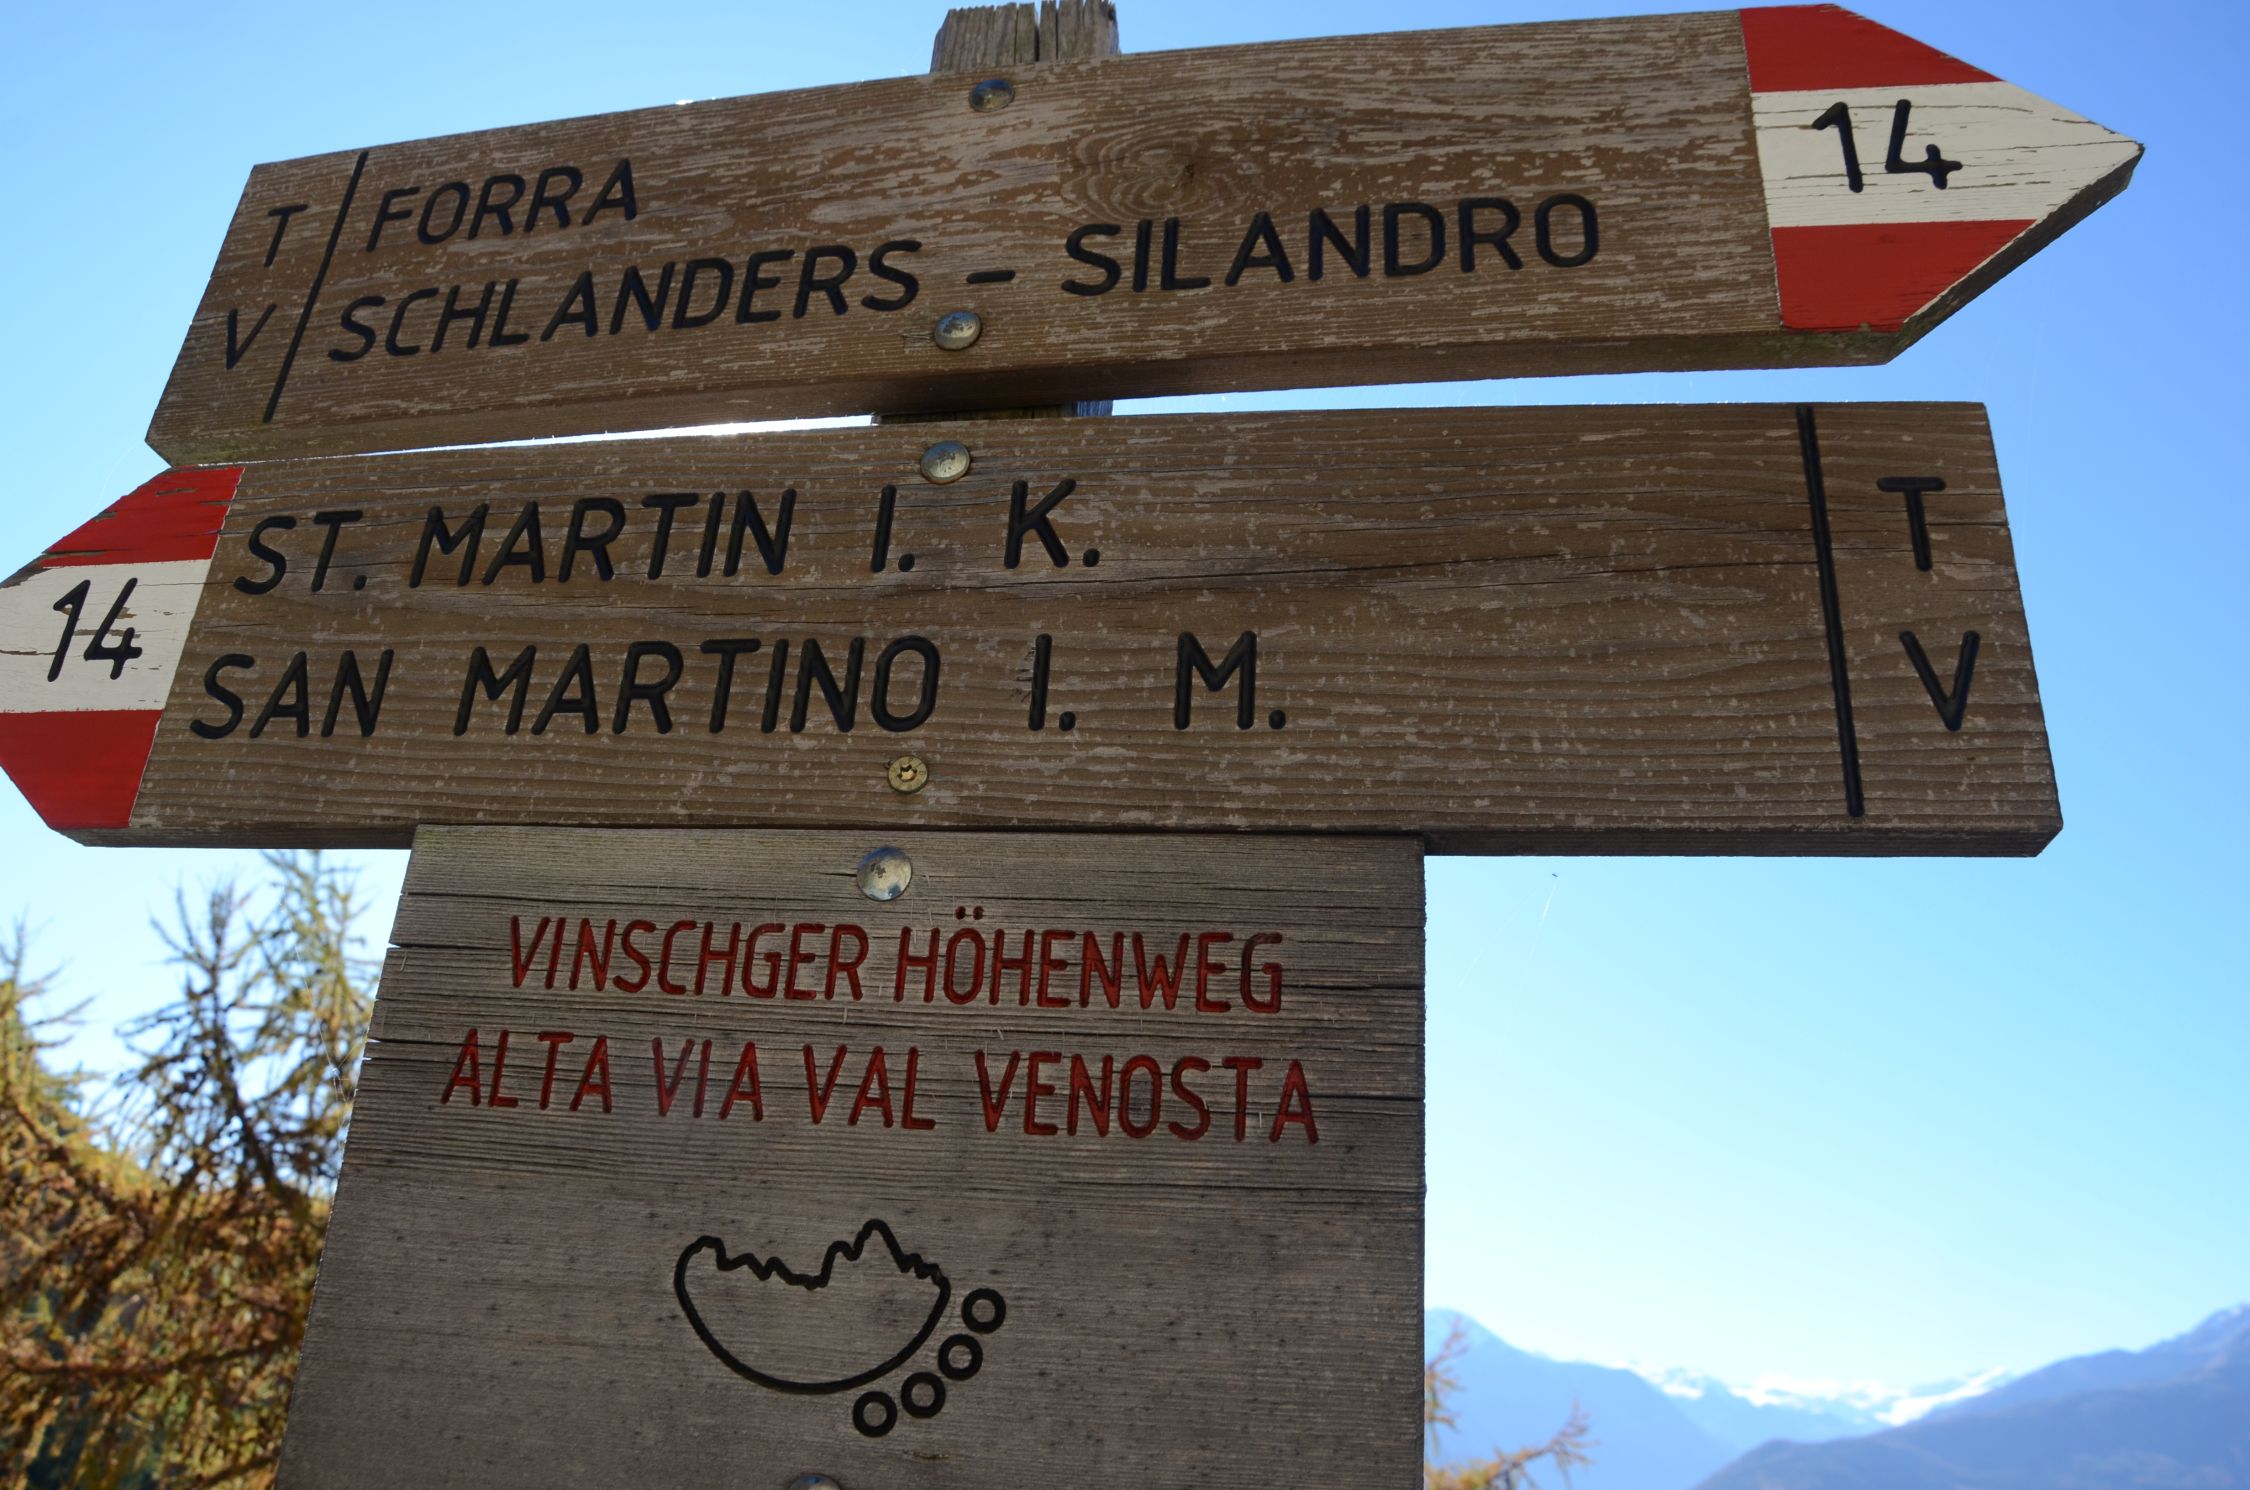 T FORRA 14
V SCHLANDERS - SILANDRO
14 ST. MARTIN I. K. T
SAN MARTINO I. M. V
VINSCHGER HÖHENWEG
ALTA VIA VAL VENOSTA